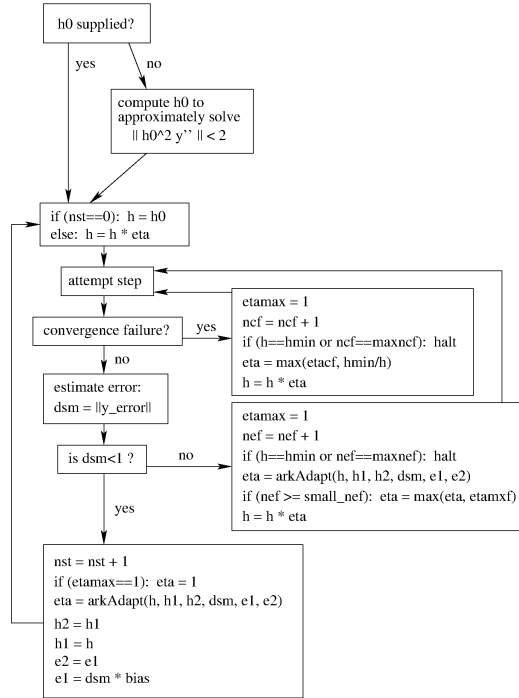 h0 supplied?
yes
no
compute h0 to
approximately solve
|| h0^2 y'' || < 2
if (nst==0): h = h0
else: h = h * eta
attempt step
convergence failure?
yes
no
etamax = 1
ncf = ncf + 1
if (h==hmin or ncf==maxncf): halt
eta = max(etacf, hmin/h)
h = h * eta
estimate error:
dsm = ||y_error||
is dsm<1 ?
no
yes
etamax = 1
nef = nef + 1
if (h==hmin or nef==maxnef): halt
eta = arkAdapt(h, h1, h2, dsm, e1, e2)
if (nef >= small_nef): eta = max(eta, etamxf)
h = h * eta
nst = nst + 1
if (etamax==1): eta = 1
eta = arkAdapt(h, h1, h2, dsm, e1, e2)
h2 = h1
h1 = h
e2 = e1
e1 = dsm * bias